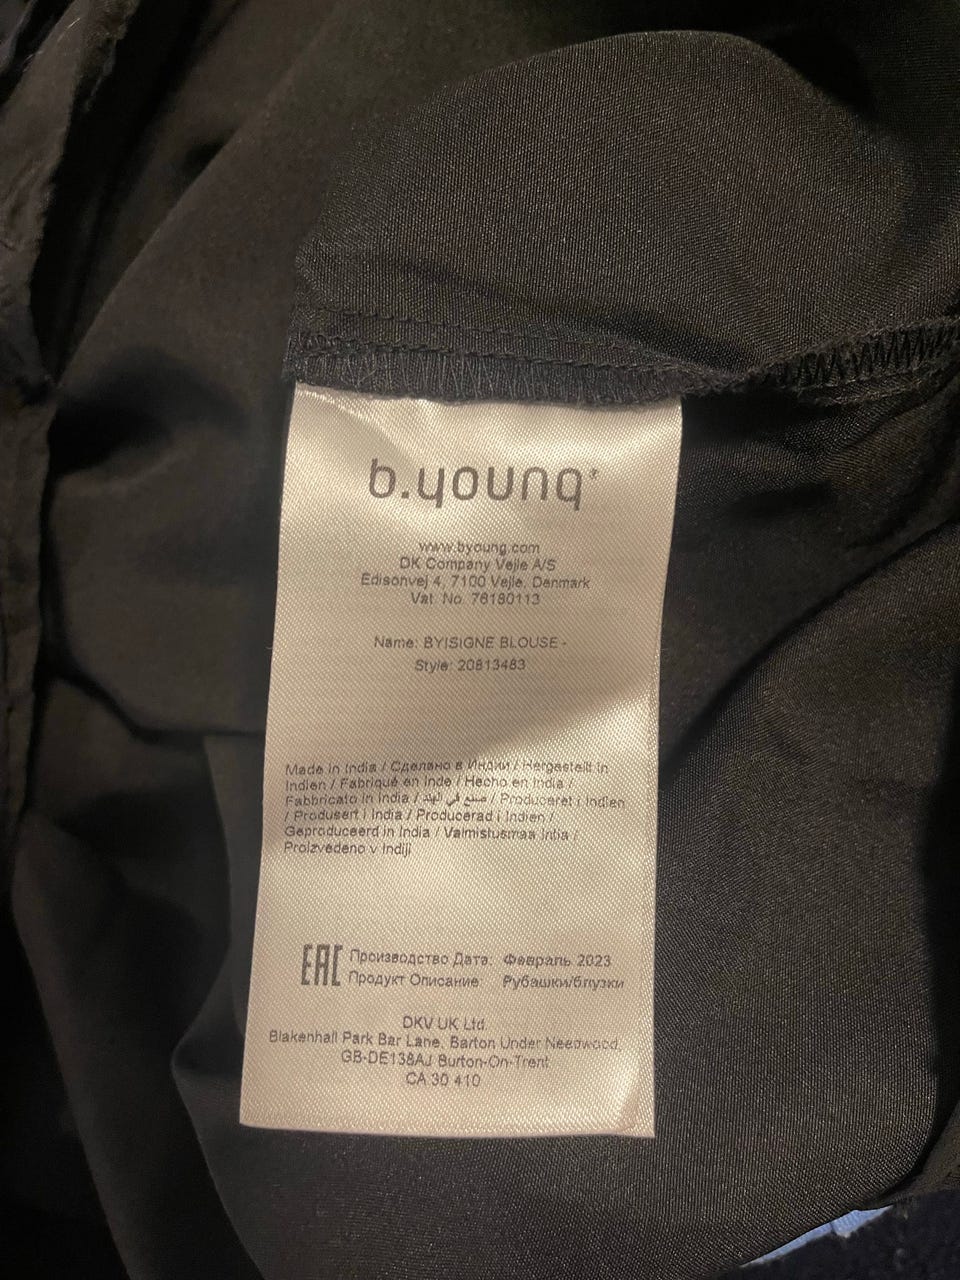 b.young
www.byoung.com
DK Company Vejle A/S
Edisonvej 4, 7100 Vejle, Denmark
Vat. No. 76180113
Name: BYISIGNE BLOUSE -
Style: 20813483
Made in India / Сделано в Индии / Hergestellt in
Indien / Fabriqué en Inde / Hecho en India /
Fabbricato in India / صنع في الهند / Produceret i Indien
/ Produsert i India / Producerad i Indien /
Geproduceerd in India / Valmistusmaa Intia /
Proizvedeno v Indiji
EAC Производство Дата: Февраль 2023
Продукт Описание: Рубашки/блузки
DKV UK Ltd.
Blakenhall Park Bar Lane, Barton Under Needwood,
GB-DE138AJ Burton-On-Trent
CA 30 410